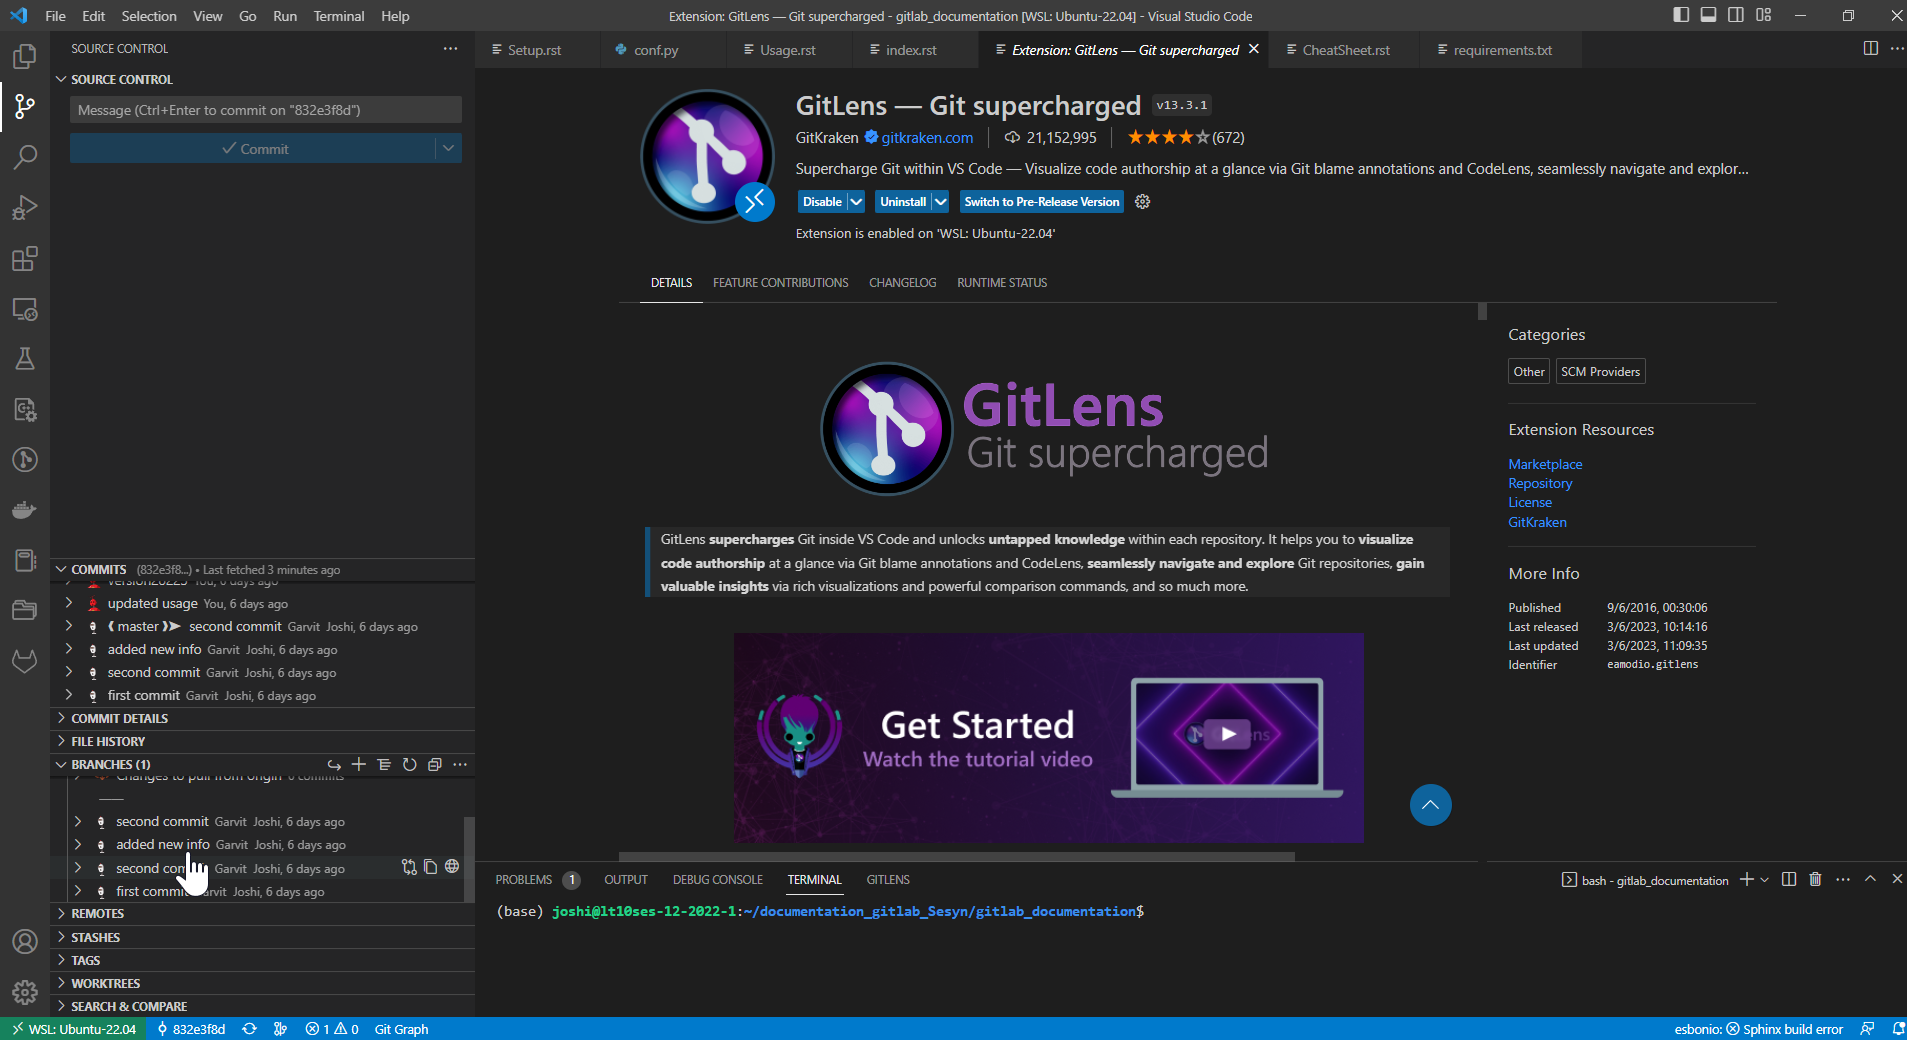 File Edit Selection View Go Run Terminal Help
Extension: GitLens — Git supercharged - gitlab_documentation [WSL: Ubuntu-22.04] - Visual Studio Code
SOURCE CONTROL
Setup.rst conf.py Usage.rst index.rst Extension: GitLens — Git supercharged CheatSheet.rst requirements.txt
SOURCE CONTROL
Message (Ctrl+Enter to commit on "832e3f8d")
Commit
GitLens — Git supercharged v13.3.1
GitKraken gitkraken.com 21,152,995 (672)
Supercharge Git within VS Code — Visualize code authorship at a glance via Git blame annotations and CodeLens, seamlessly navigate and explor...
Disable Uninstall Switch to Pre-Release Version
Extension is enabled on 'WSL: Ubuntu-22.04'
DETAILS FEATURE CONTRIBUTIONS CHANGELOG RUNTIME STATUS
GitLens
Git supercharged
GitLens supercharges Git inside VS Code and unlocks untapped knowledge within each repository. It helps you to visualize
code authorship at a glance via Git blame annotations and CodeLens, seamlessly navigate and explore Git repositories, gain
valuable insights via rich visualizations and powerful comparison commands, and so much more.
Get Started
Watch the tutorial video
Categories
Other SCM Providers
Extension Resources
Marketplace
Repository
License
GitKraken
More Info
Published 9/6/2016, 00:30:06
Last released 3/6/2023, 10:14:16
Last updated 3/6/2023, 11:09:35
Identifier eamodio.gitlens
COMMITS (832e3f8...) • Last fetched 3 minutes ago
You, 6 days ago
updated usage You, 6 days ago
❨ master ❩➤ second commit Garvit Joshi, 6 days ago
added new info Garvit Joshi, 6 days ago
second commit Garvit Joshi, 6 days ago
first commit Garvit Joshi, 6 days ago
COMMIT DETAILS
FILE HISTORY
BRANCHES (1)
Changes to pull from origin 6 commits
second commit Garvit Joshi, 6 days ago
added new info Garvit Joshi, 6 days ago
second com Garvit Joshi, 6 days ago
first commit Joshi, 6 days ago
REMOTES
STASHES
TAGS
WORKTREES
SEARCH & COMPARE
PROBLEMS 1 OUTPUT DEBUG CONSOLE TERMINAL GITLENS
bash - gitlab_documentation
(base) joshi@lt10ses-12-2022-1:~/documentation_gitlab_Sesyn/gitlab_documentation$
WSL: Ubuntu-22.04 832e3f8d 1 0 Git Graph
esbonio: Sphinx build error